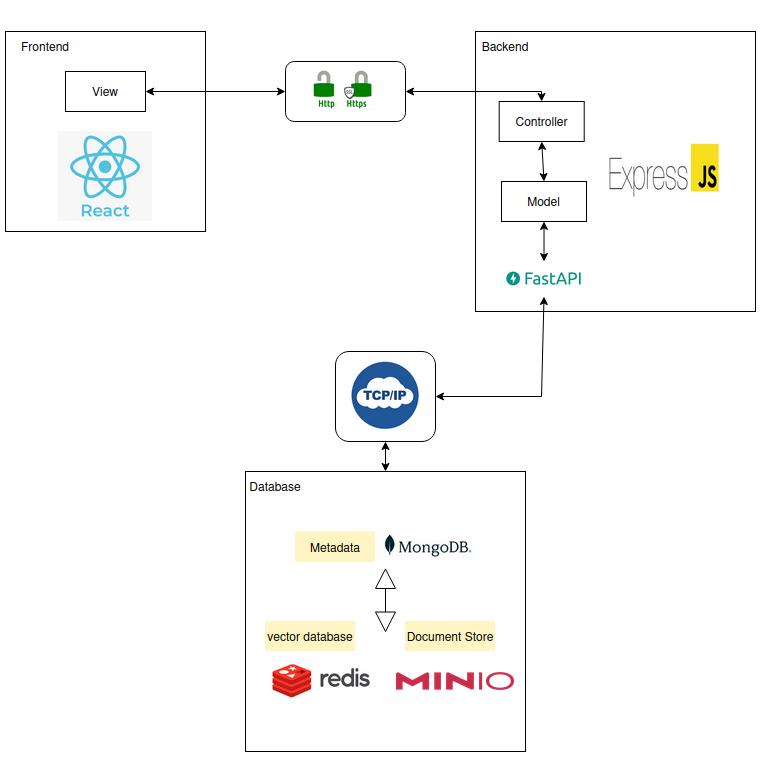 Frontend
View
React
Http
SSL
Https
Backend
Controller
Model
Express JS
FastAPI
TCP/IP
Database
Metadata
MongoDB.
vector database
Document Store
redis
MINIO